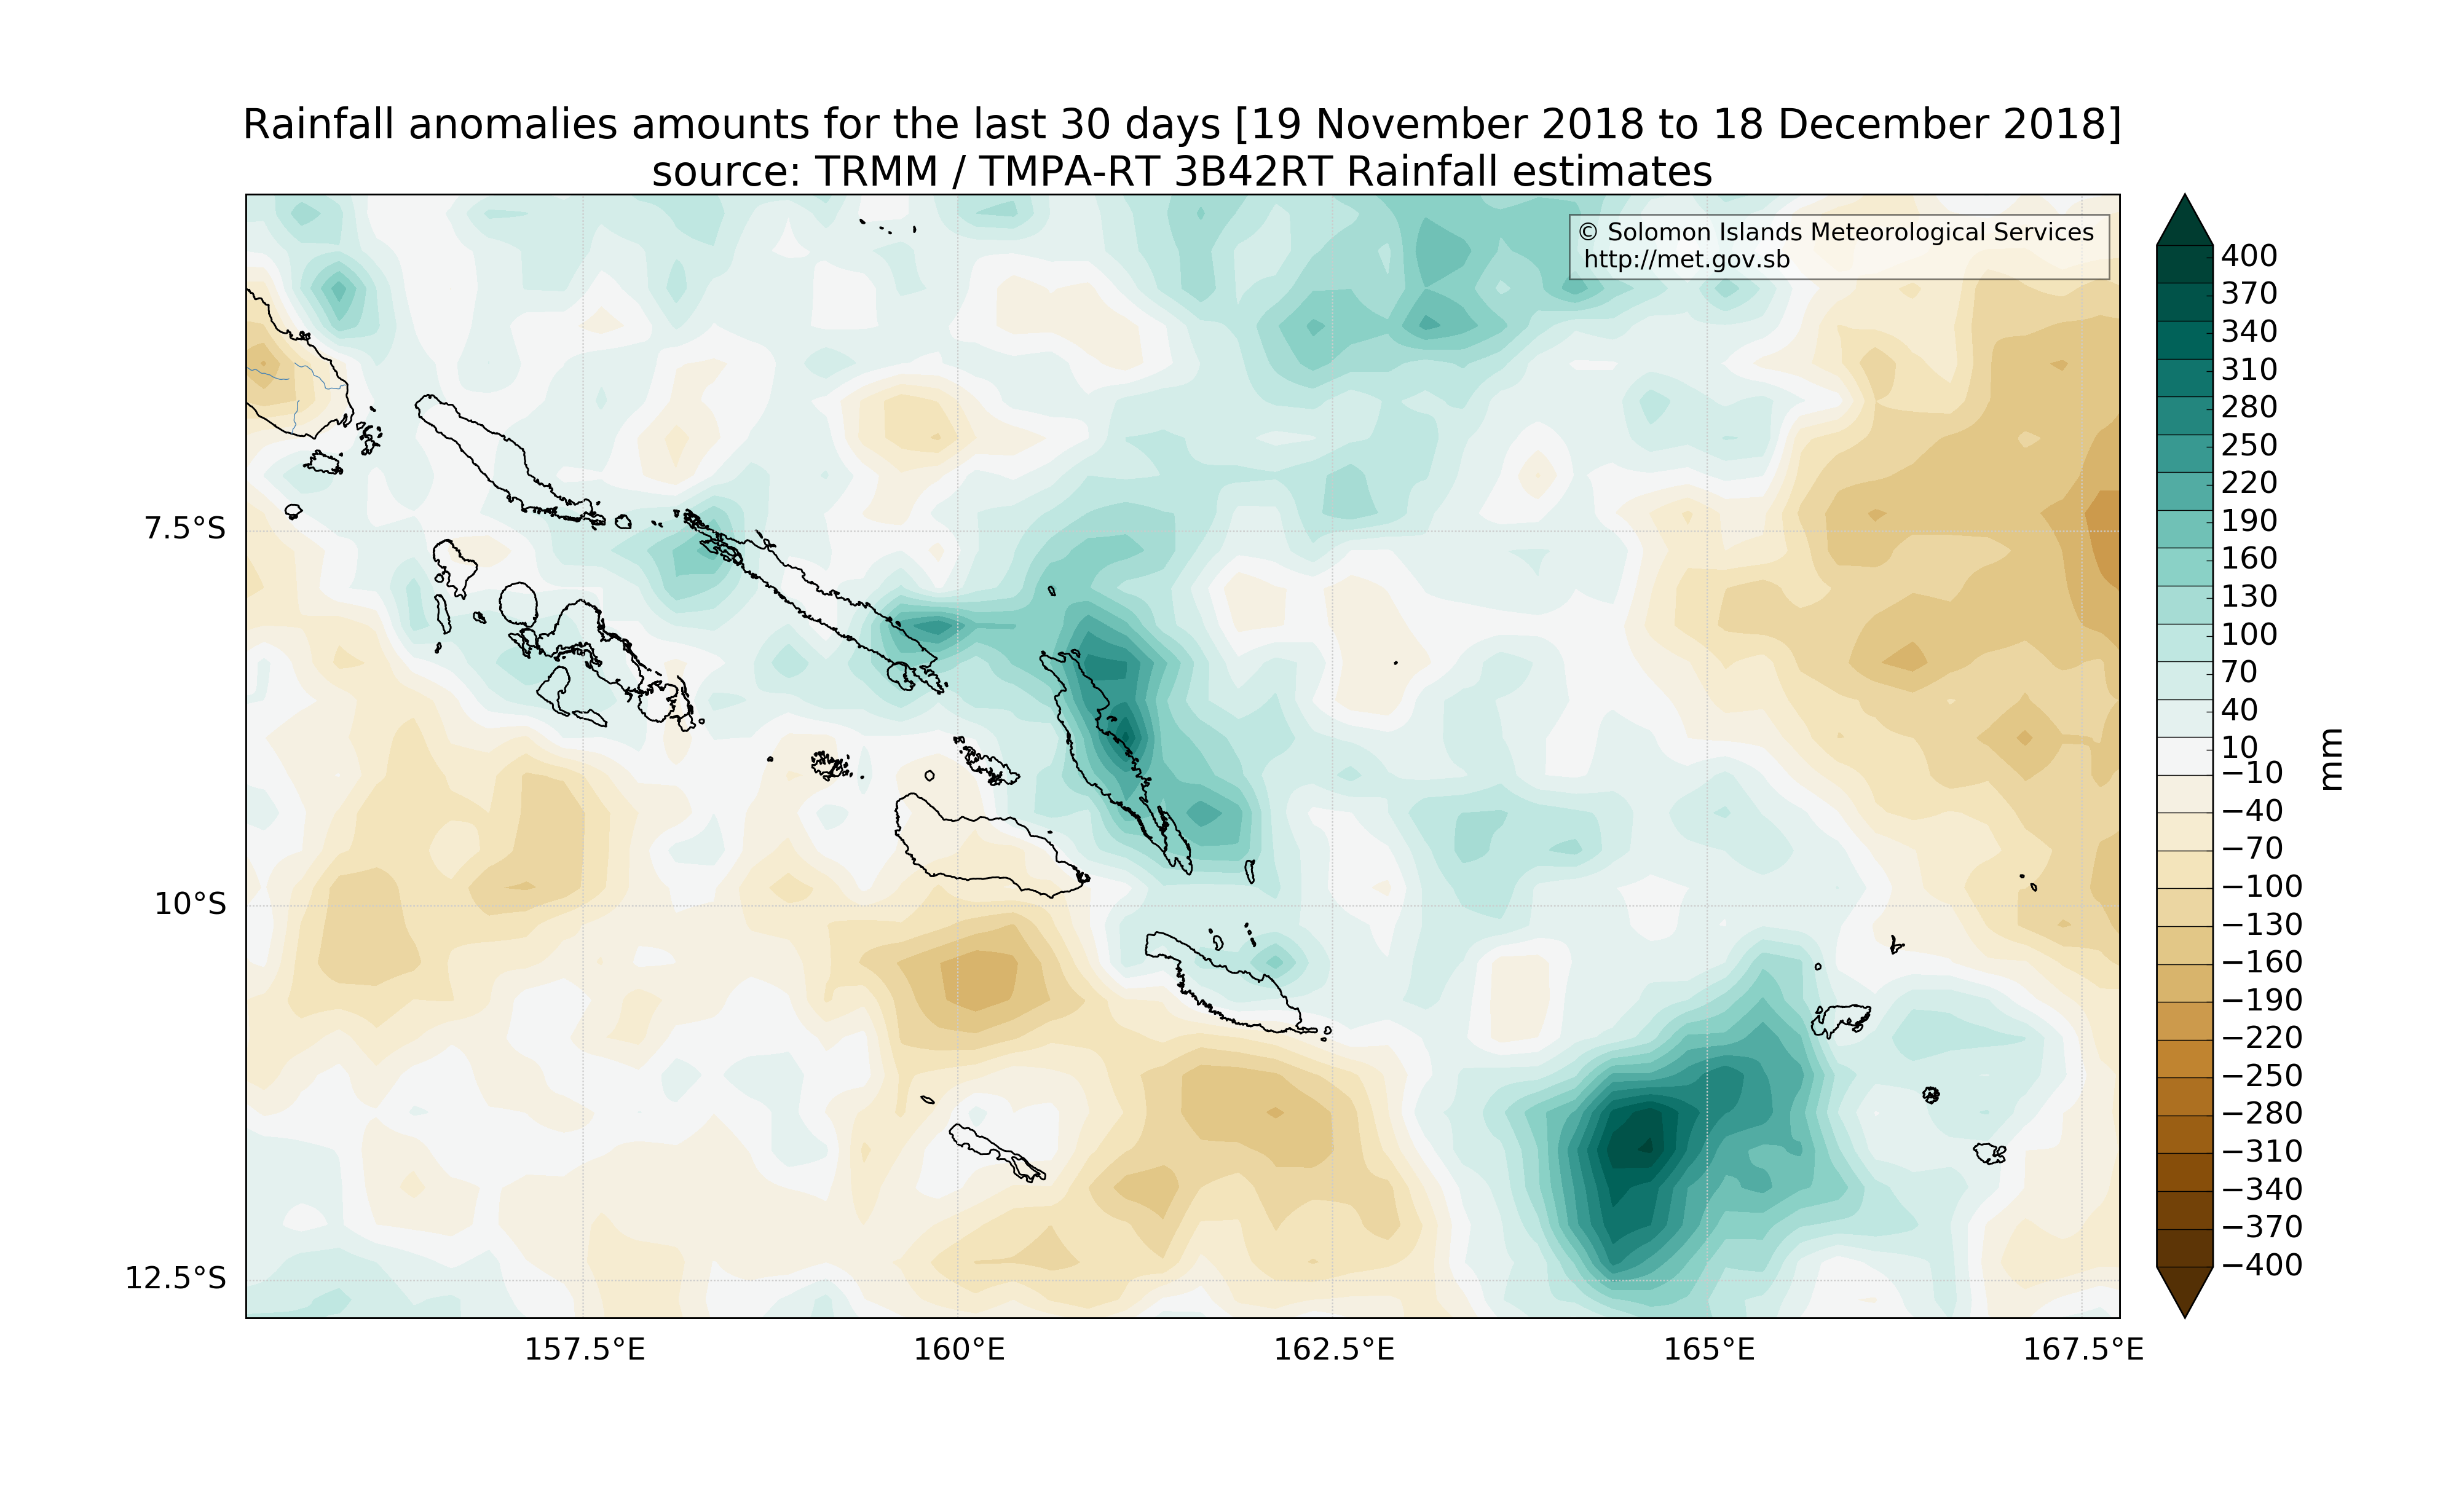 Rainfall anomalies amounts for the last 30 days [19 November 2018 to 18 December 2018]
source: TRMM / TMPA-RT 3B42RT Rainfall estimates
© Solomon Islands Meteorological Services
http://met.gov.sb
7.5°S
10°S
12.5°S
157.5°E
160°E
162.5°E
165°E
167.5°E
400
370
340
310
280
250
220
190
160
130
100
70
40
10
−10
−40
−70
−100
−130
−160
−190
−220
−250
−280
−310
−340
−370
−400
mm